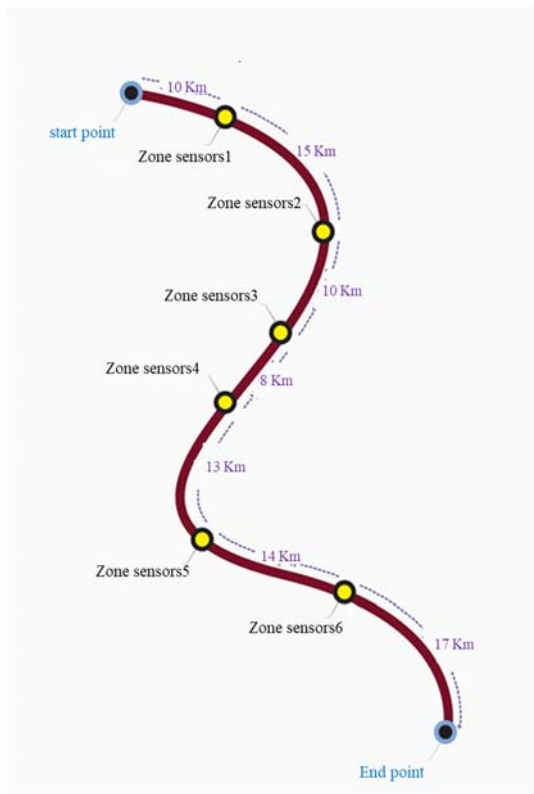 10 Km
start point
Zone sensors1
15 Km
Zone sensors2
10 Km
Zone sensors3
Zone sensors4
8 Km
13 Km
14 Km
Zone sensors5
Zone sensors6
17 Km
End point